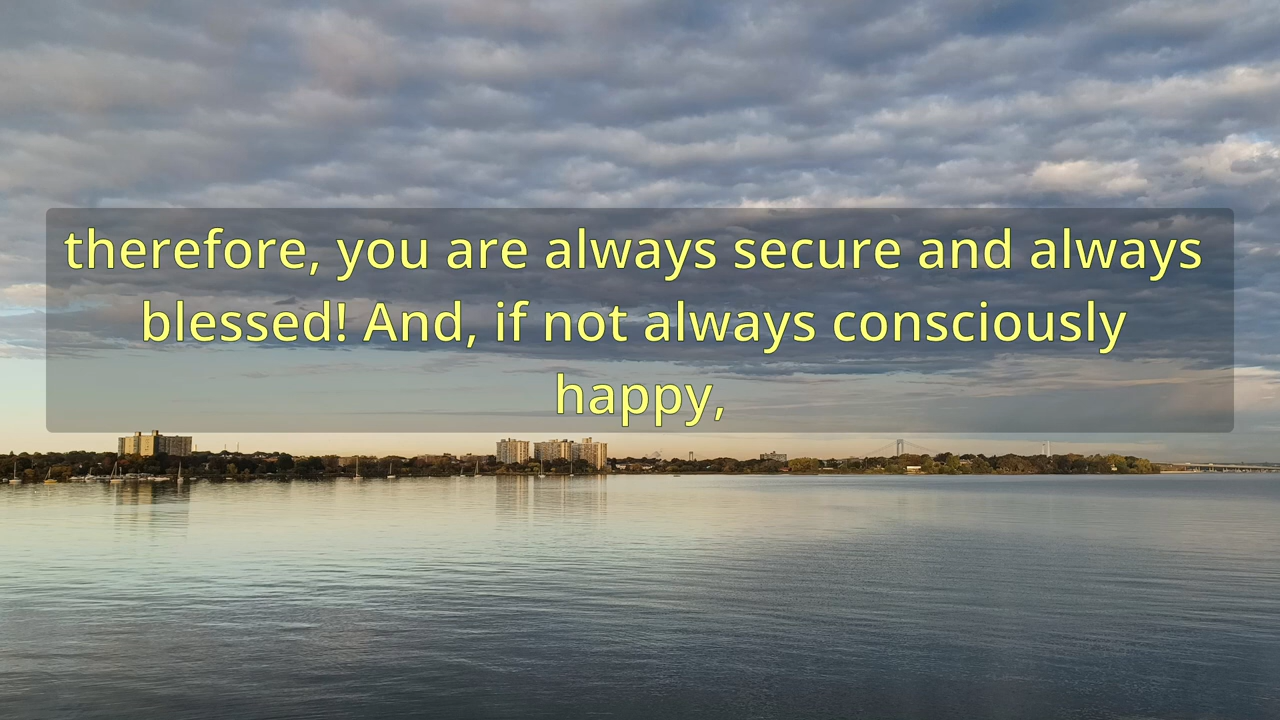 therefore, you are always secure and always
blessed! And, if not always consciously
happy,